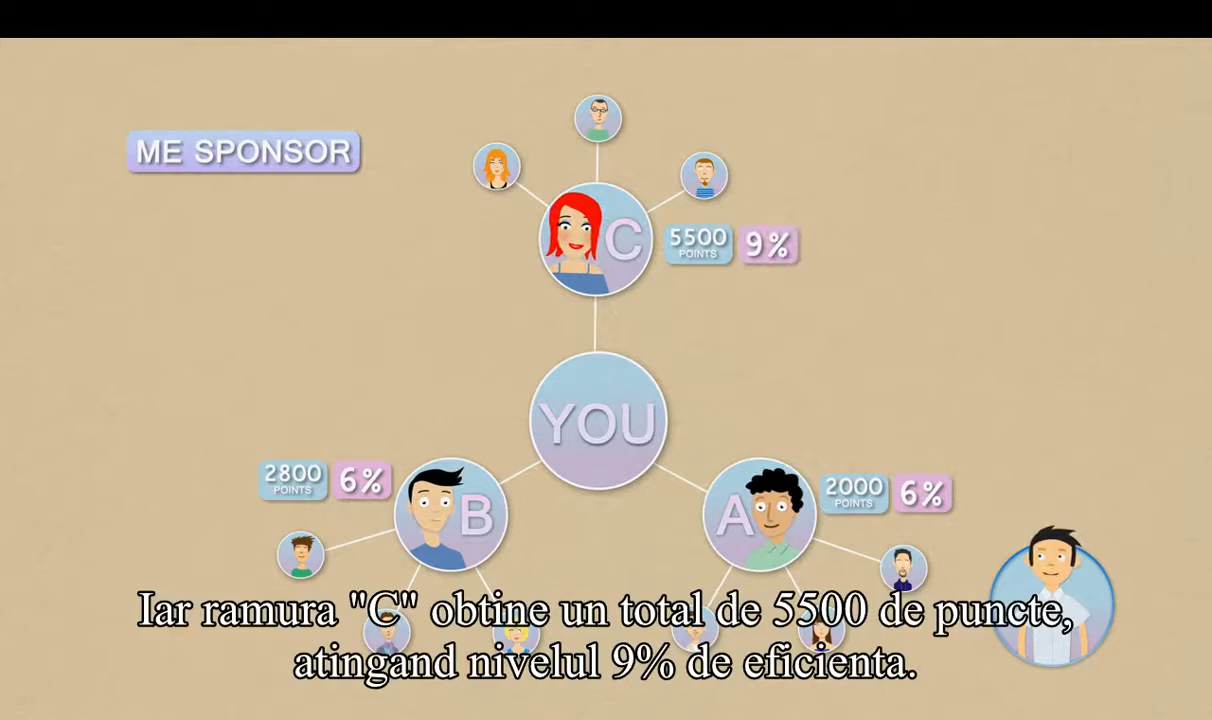 ME SPONSOR
C
5500
POINTS
9%
YOU
2800
POINTS
6%
B
A
2000
POINTS
6%
Iar ramura "C" obtine un total de 5500 de puncte,
atingand nivelul 9% de eficienta.